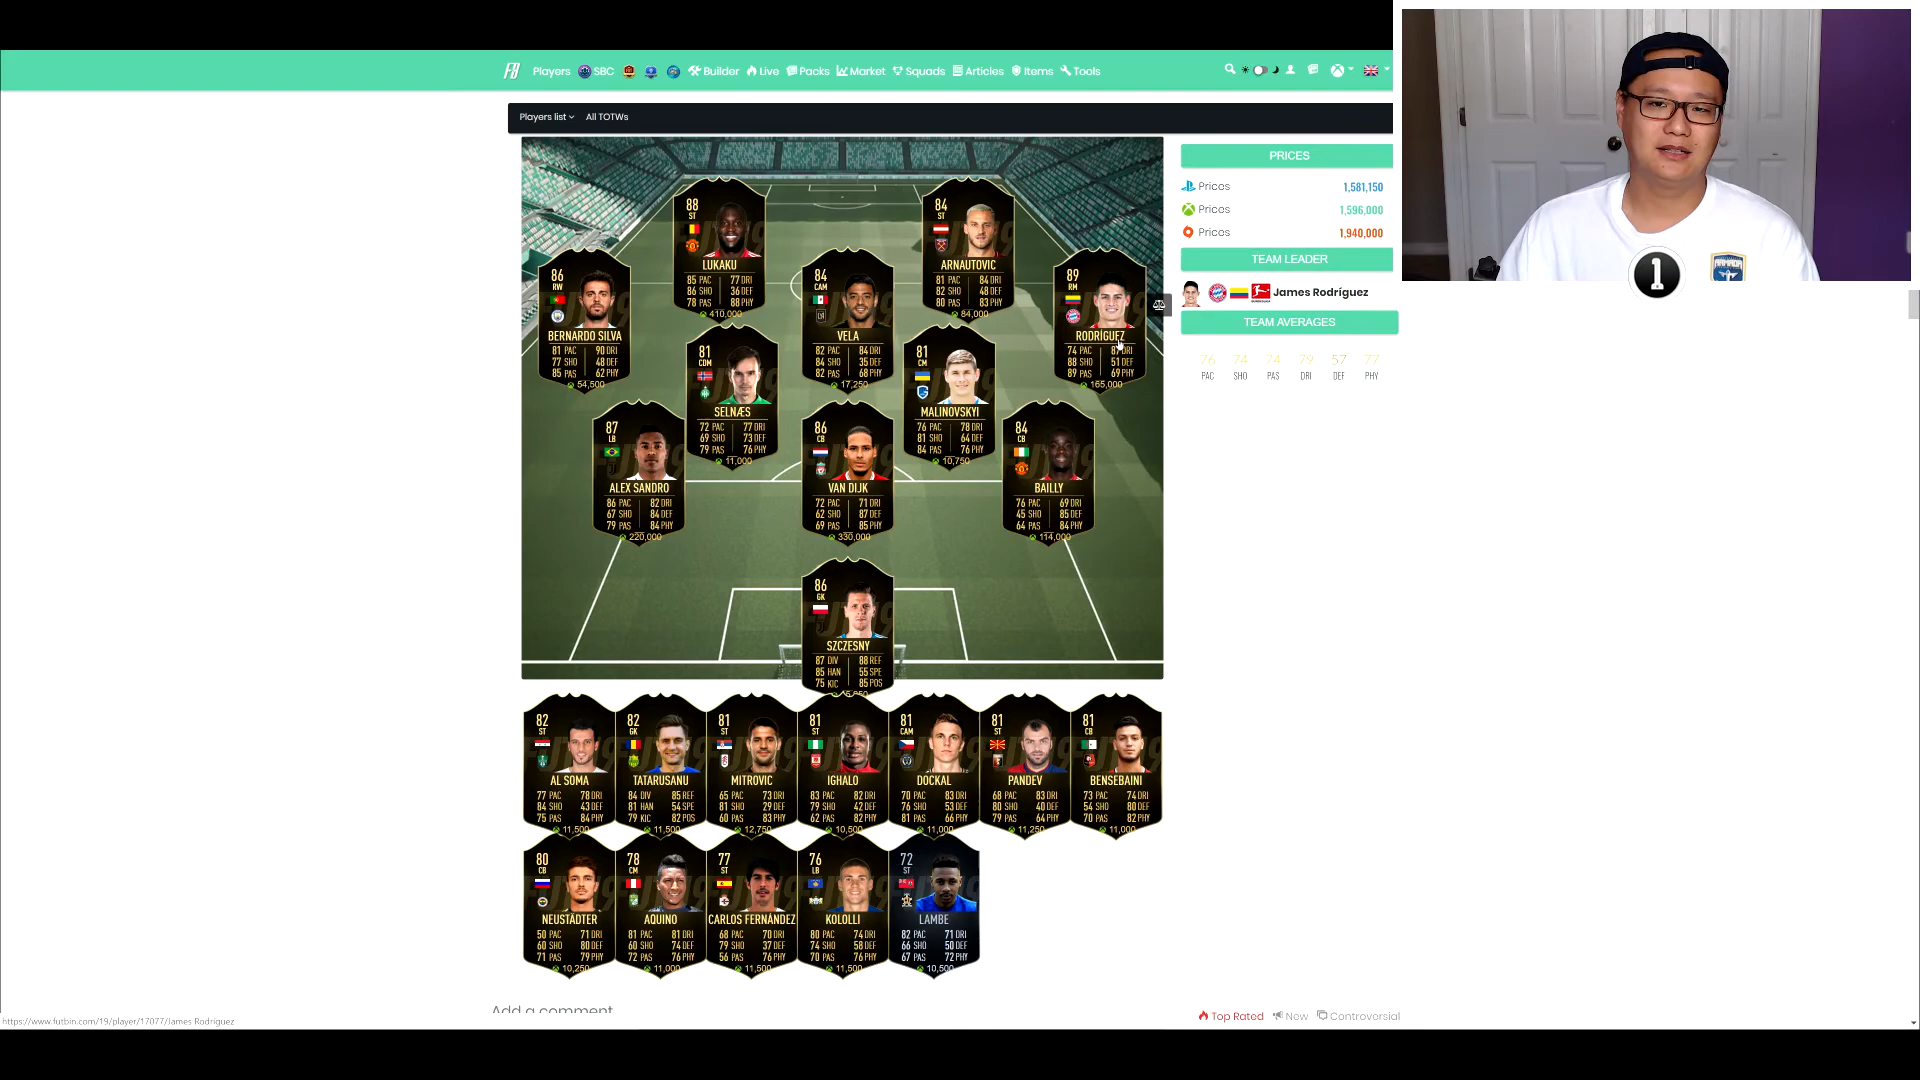 FB Players SBC Builder Live Packs Market Squads Articles Items Tools
Players list All TOTWs
PRICES
Prices 1,581,150
Prices 1,596,000
Prices 1,940,000
TEAM LEADER
James Rodríguez
TEAM AVERAGES
76 74 74 79 57 77
PAC SHO PAS DRI DEF PHY
1
88
ST
LUKAKU
85 PAC 77 DRI
86 SHO 36 DEF
78 PAS 88 PHY
410,000
84
ST
ARNAUTOVIC
81 PAC 84 DRI
82 SHO 48 DEF
80 PAS 83 PHY
84,000
86
RW
BERNARDO SILVA
81 PAC 90 DRI
77 SHO 48 DEF
85 PAS 62 PHY
54,500
84
CAM
VELA
82 PAC 84 DRI
84 SHO 35 DEF
82 PAS 68 PHY
17,250
89
RM
RODRÍGUEZ
74 PAC 87 DRI
88 SHO 51 DEF
89 PAS 69 PHY
165,000
81
CDM
SELNÆS
72 PAC 77 DRI
69 SHO 73 DEF
79 PAS 76 PHY
11,000
81
CM
MALINOVSKYI
76 PAC 78 DRI
81 SHO 64 DEF
84 PAS 76 PHY
10,750
87
LB
ALEX SANDRO
86 PAC 82 DRI
67 SHO 84 DEF
79 PAS 84 PHY
220,000
86
CB
VAN DIJK
72 PAC 71 DRI
62 SHO 87 DEF
69 PAS 85 PHY
330,000
84
CB
BAILLY
76 PAC 69 DRI
45 SHO 85 DEF
64 PAS 84 PHY
114,000
86
GK
SZCZESNY
87 DIV 88 REF
85 HAN 55 SPE
75 KIC 85 POS
82
ST
AL SOMA
77 PAC 78 DRI
84 SHO 43 DEF
75 PAS 84 PHY
11,500
82
GK
TATARUSANU
84 DIV 85 REF
81 HAN 54 SPE
79 KIC 82 POS
11,500
81
ST
MITROVIC
65 PAC 73 DRI
81 SHO 29 DEF
60 PAS 83 PHY
12,750
81
ST
IGHALO
83 PAC 82 DRI
79 SHO 42 DEF
62 PAS 82 PHY
10,500
81
CAM
DOCKAL
70 PAC 83 DRI
76 SHO 53 DEF
81 PAS 66 PHY
11,000
81
ST
PANDEV
68 PAC 83 DRI
80 SHO 40 DEF
79 PAS 64 PHY
11,250
81
CB
BENSEBAINI
73 PAC 74 DRI
54 SHO 80 DEF
70 PAS 82 PHY
11,000
80
CB
NEUSTÄDTER
50 PAC 71 DRI
60 SHO 80 DEF
71 PAS 79 PHY
10,250
78
CM
AQUINO
81 PAC 81 DRI
60 SHO 74 DEF
72 PAS 76 PHY
11,000
77
ST
CARLOS FERNÁNDEZ
68 PAC 70 DRI
79 SHO 37 DEF
56 PAS 76 PHY
11,500
76
LB
KOLOLLI
80 PAC 74 DRI
74 SHO 58 DEF
70 PAS 76 PHY
11,500
72
ST
LAMBE
82 PAC 71 DRI
66 SHO 50 DEF
67 PAS 72 PHY
10,500
Add a comment
Top Rated New Controversial
https://www.futbin.com/19/player/17077/James Rodríguez